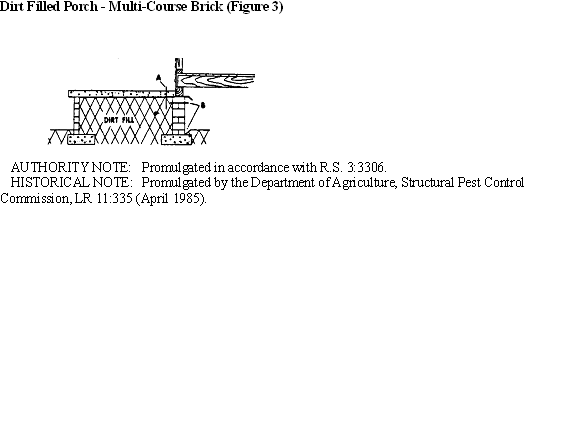 Dirt Filled Porch - Multi-Course Brick (Figure 3)
A
B
DIRT FILL
AUTHORITY NOTE: Promulgated in accordance with R.S. 3:3306.
HISTORICAL NOTE: Promulgated by the Department of Agriculture, Structural Pest Control
Commission, LR 11:335 (April 1985).